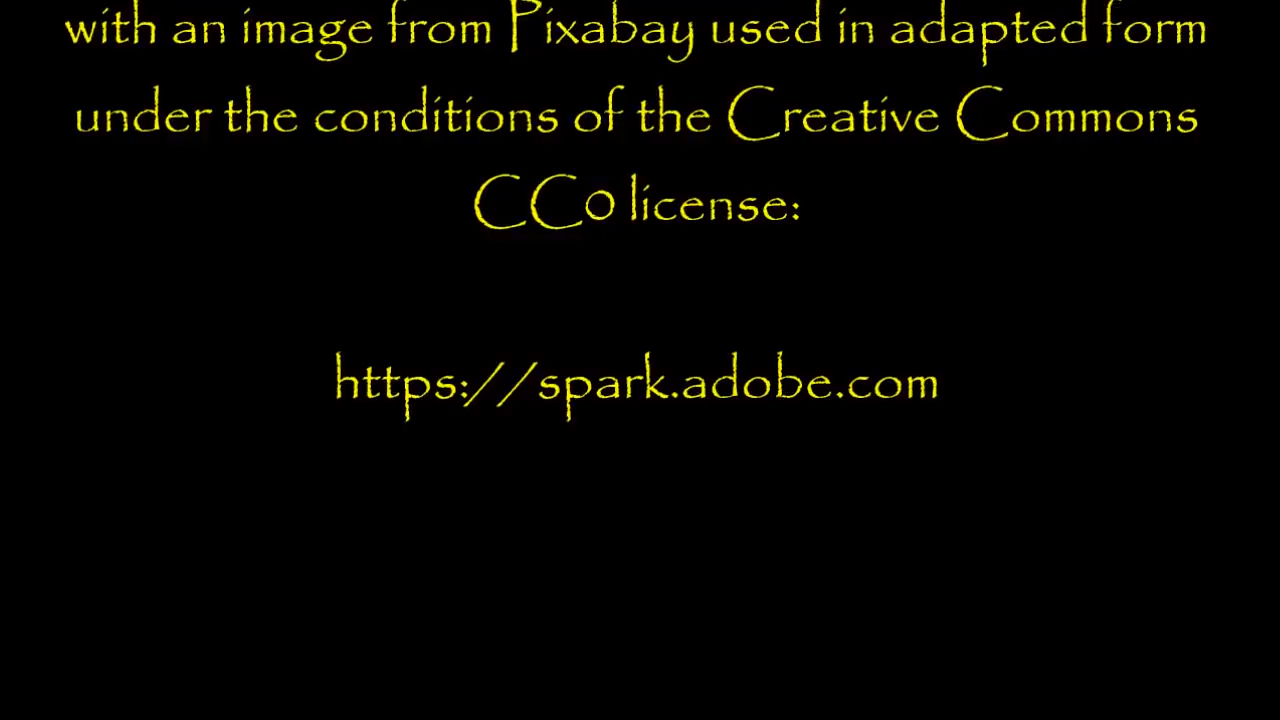 with an image from Pixabay used in adapted form
under the conditions of the Creative Commons
CC0 license:
https://spark.adobe.com